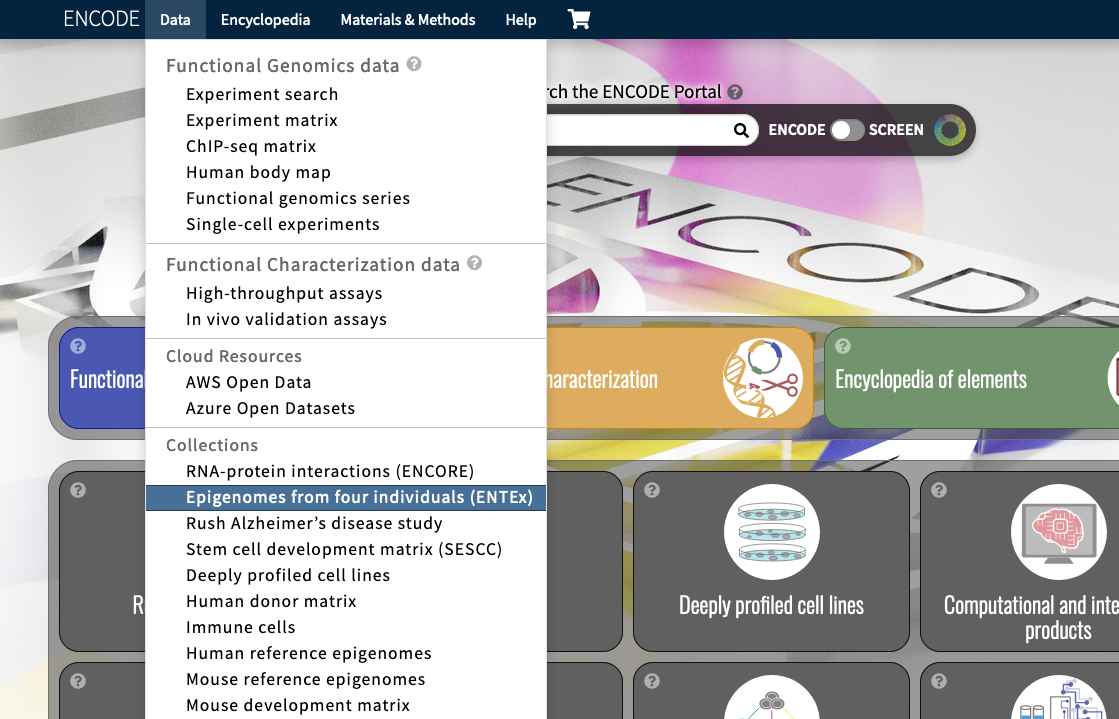 ENCODE
Data
Encyclopedia
Materials & Methods
Help
Functional Genomics data ?
Experiment search
Experiment matrix
ChIP-seq matrix
Human body map
Functional genomics series
Single-cell experiments
Functional Characterization data ?
High-throughput assays
In vivo validation assays
Cloud Resources
AWS Open Data
Azure Open Datasets
Collections
RNA-protein interactions (ENCORE)
Epigenomes from four individuals (ENTEx)
Rush Alzheimer’s disease study
Stem cell development matrix (SESCC)
Deeply profiled cell lines
Human donor matrix
Immune cells
Human reference epigenomes
Mouse reference epigenomes
Mouse development matrix
rch the ENCODE Portal ?
ENCODE
SCREEN
ENCODE
Functional
haracterization
Encyclopedia of elements
R
Deeply profiled cell lines
Computational and inte
products